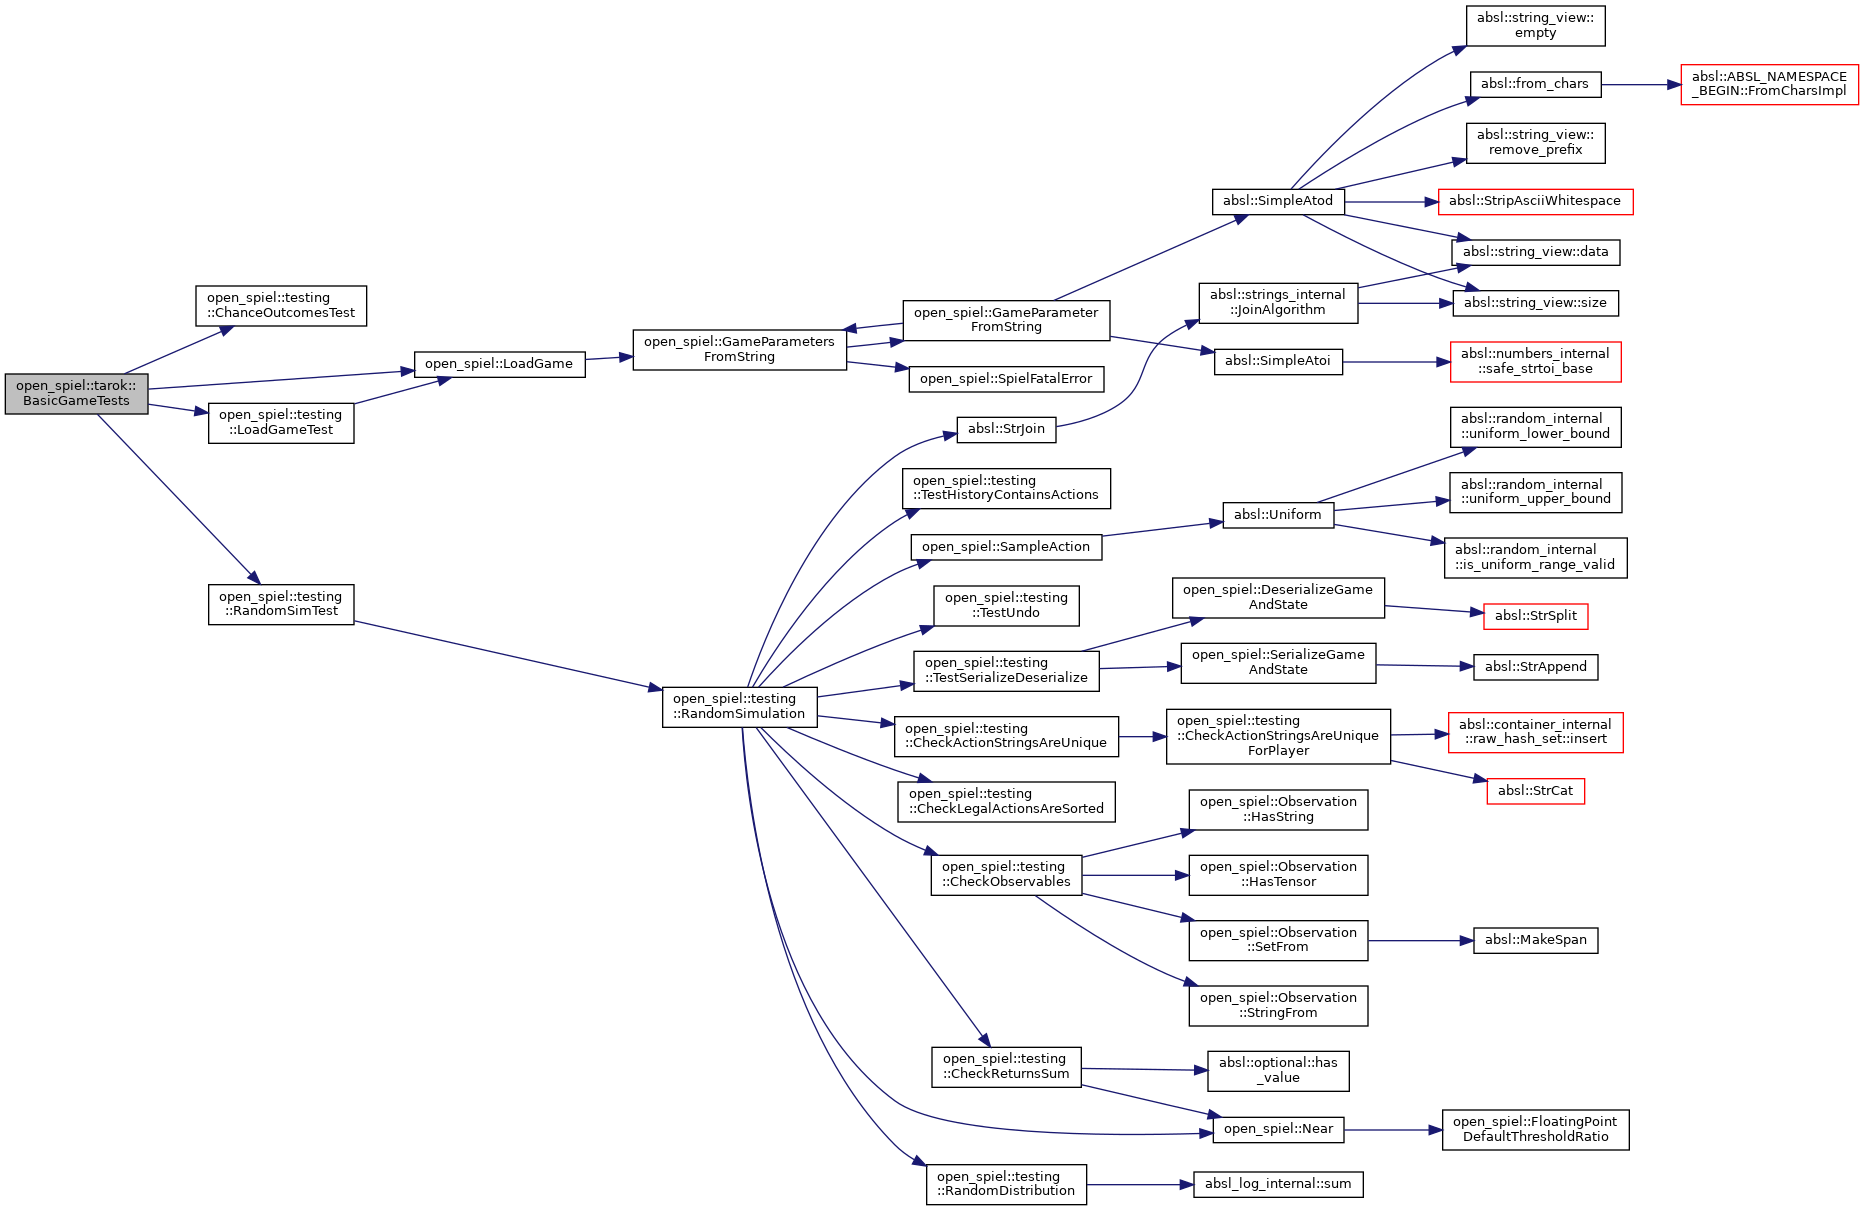 open_spiel::tarok::
BasicGameTests
open_spiel::testing
::ChanceOutcomesTest
open_spiel::LoadGame
open_spiel::testing
::LoadGameTest
open_spiel::testing
::RandomSimTest
open_spiel::GameParameters
FromString
open_spiel::GameParameter
FromString
open_spiel::SpielFatalError
absl::SimpleAtod
absl::string_view::
empty
absl::from_chars
absl::ABSL_NAMESPACE
_BEGIN::FromCharsImpl
absl::string_view::
remove_prefix
absl::StripAsciiWhitespace
absl::string_view::data
absl::string_view::size
absl::strings_internal
::JoinAlgorithm
absl::SimpleAtoi
absl::numbers_internal
::safe_strtoi_base
open_spiel::testing
::RandomSimulation
absl::StrJoin
open_spiel::testing
::TestHistoryContainsActions
open_spiel::SampleAction
absl::Uniform
absl::random_internal
::uniform_lower_bound
absl::random_internal
::uniform_upper_bound
absl::random_internal
::is_uniform_range_valid
open_spiel::testing
::TestUndo
open_spiel::testing
::TestSerializeDeserialize
open_spiel::DeserializeGame
AndState
absl::StrSplit
open_spiel::SerializeGame
AndState
absl::StrAppend
open_spiel::testing
::CheckActionStringsAreUnique
open_spiel::testing
::CheckActionStringsAreUnique
ForPlayer
absl::container_internal
::raw_hash_set::insert
absl::StrCat
open_spiel::testing
::CheckLegalActionsAreSorted
open_spiel::testing
::CheckObservables
open_spiel::Observation
::HasString
open_spiel::Observation
::HasTensor
open_spiel::Observation
::SetFrom
absl::MakeSpan
open_spiel::Observation
::StringFrom
open_spiel::testing
::CheckReturnsSum
absl::optional::has
_value
open_spiel::Near
open_spiel::FloatingPoint
DefaultThresholdRatio
open_spiel::testing
::RandomDistribution
absl_log_internal::sum